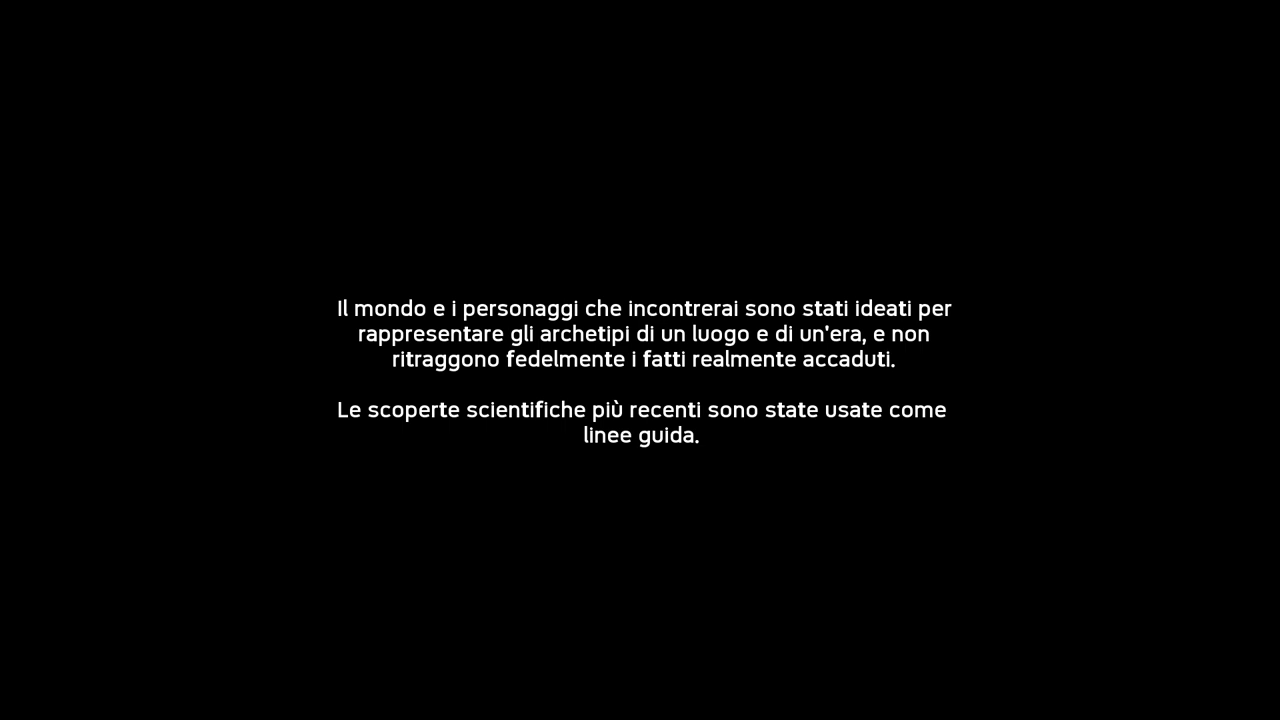 Il mondo e i personaggi che incontrerai sono stati ideati per
rappresentare gli archetipi di un luogo e di un'era, e non
ritraggono fedelmente i fatti realmente accaduti.
Le scoperte scientifiche più recenti sono state usate come
linee guida.